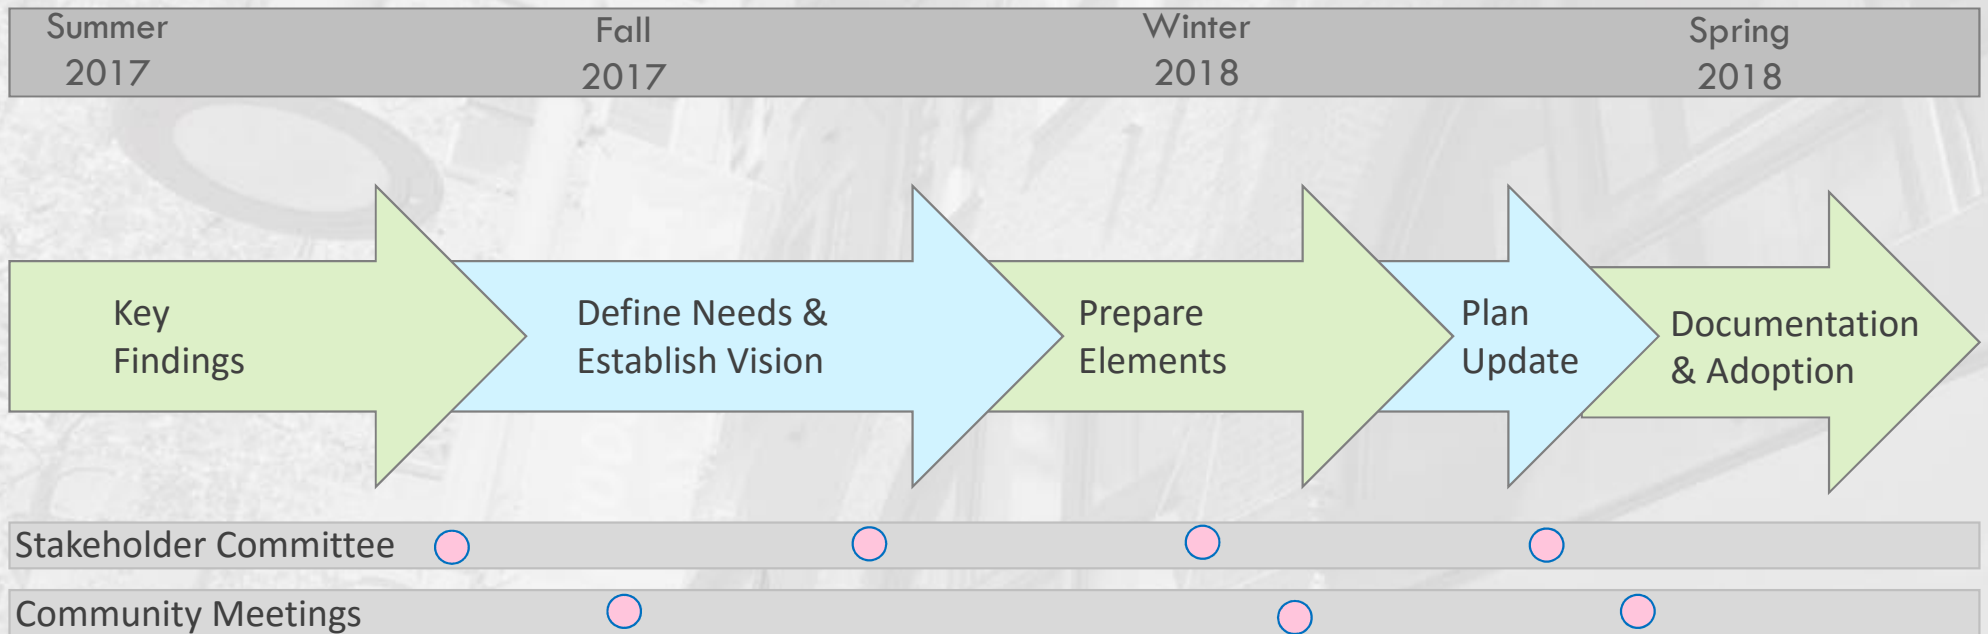 Summer
2017
Fall
2017
Winter
2018
Spring
2018
Key
Findings
Define Needs &
Establish Vision
Prepare
Elements
Plan
Update
Documentation
& Adoption
Stakeholder Committee
Community Meetings